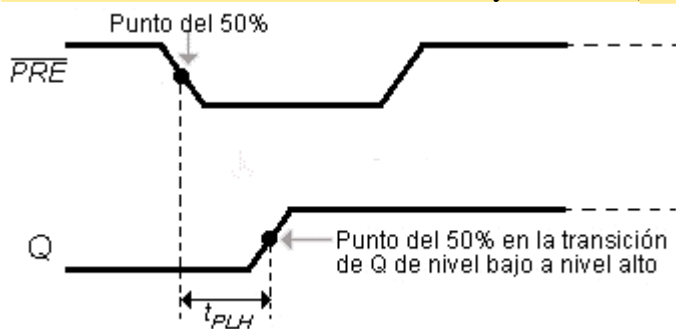 Punto del 50%
PRE
Q
Punto del 50% en la transición
de Q de nivel bajo a nivel alto
tPLH